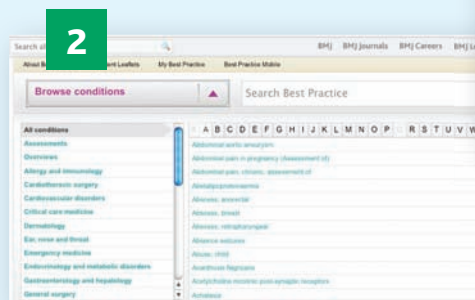 2
Search al
BMJ BMJ Journals BMJ Careers BMJ L
About B ent Leaflets My Best Practice Best Practice Mobile
Browse conditions
Search Best Practice
All conditions
A B C D E F G H I J K L M N O P R S T U V W
Assessments
Overviews
Allergy and immunology
Cardiothoracic surgery
Cardiovascular disorders
Critical care medicine
Dermatology
Ear, nose and throat
Emergency medicine
Endocrinology and metabolic disorders
Gastroenterology and hepatology
General surgery
Abdominal aortic aneurysm
Abdominal pain in pregnancy (assessment of)
Abdominal pain, chronic, assessment of
Abetalipoproteinaemia
Abscess, anorectal
Abscess, breast
Abscess, retropharyngeal
Absence seizures
Abuse, child
Acanthosis Nigricans
Achalasia